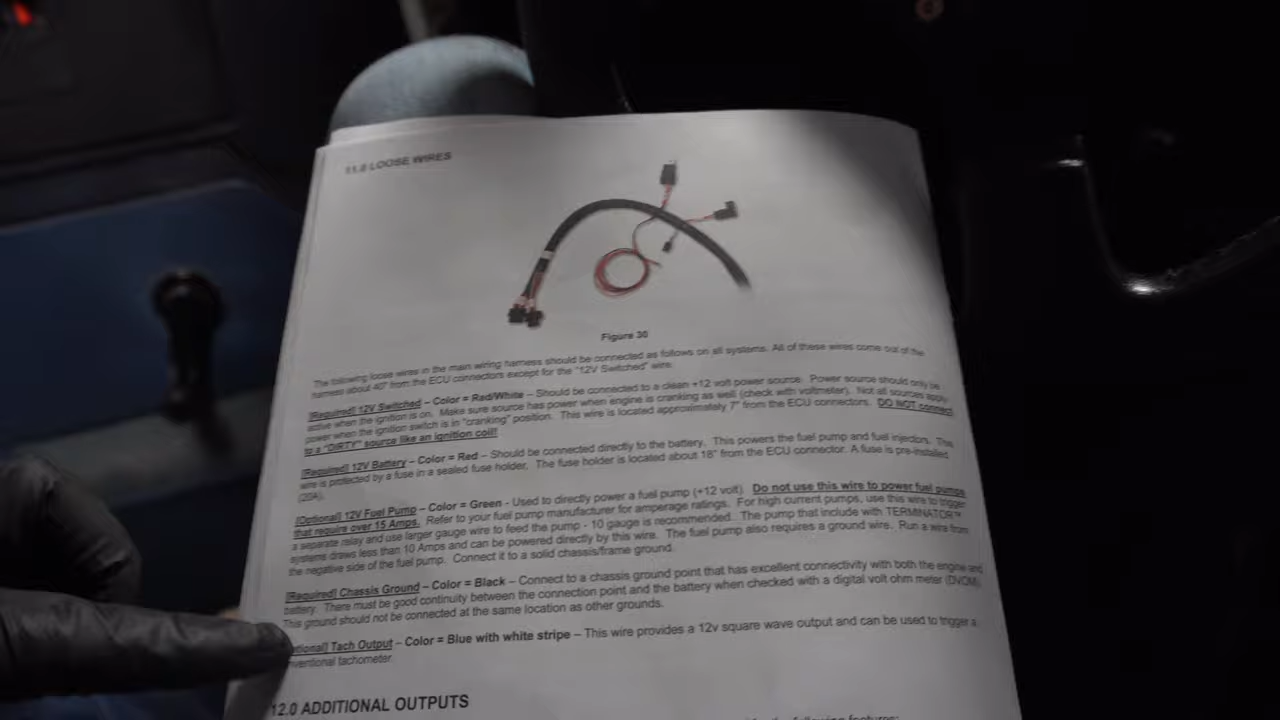 11.0 LOOSE WIRES
Figure 30
The following loose wires in the main wiring harness should be connected as follows on all systems. All of these wires come out of the
harness about 40" from the ECU connectors except for the "12V Switched" wire.
[Required] 12V Switched – Color = Red/White – Should be connected to a clean +12 volt power source. Power source should only be
active when the ignition is on. Make sure source has power when engine is cranking as well (check with voltmeter). Not all sources apply
power when the ignition switch is in "cranking" position. This wire is located approximately 7" from the ECU connectors. DO NOT connect
to a "DIRTY" source like an ignition coil!
[Required] 12V Battery – Color = Red – Should be connected directly to the battery. This powers the fuel pump and fuel injectors. The
wire is protected by a fuse in a sealed fuse holder. The fuse holder is located about 18" from the ECU connector. A fuse is pre-installed
(20A).
[Optional] 12V Fuel Pump – Color = Green - Used to directly power a fuel pump (+12 volt). Do not use this wire to power fuel pumps
that require over 15 Amps. Refer to your fuel pump manufacturer for amperage ratings. For high current pumps, use this wire to trigger
a separate relay and use larger gauge wire to feed the pump - 10 gauge is recommended. The pump that include with TERMINATOR X
systems draws less than 10 Amps and can be powered directly by this wire. The fuel pump also requires a ground wire. Run a wire from
the negative side of the fuel pump. Connect it to a solid chassis/frame ground.
[Required] Chassis Ground – Color = Black – Connect to a chassis ground point that has excellent connectivity with both the engine and
battery. There must be good continuity between the connection point and the battery when checked with a digital volt ohm meter (DVOM)
This ground should not be connected at the same location as other grounds.
tional] Tach Output – Color = Blue with white stripe – This wire provides a 12v square wave output and can be used to trigger a
nventional tachometer.
12.0 ADDITIONAL OUTPUTS
the following features: